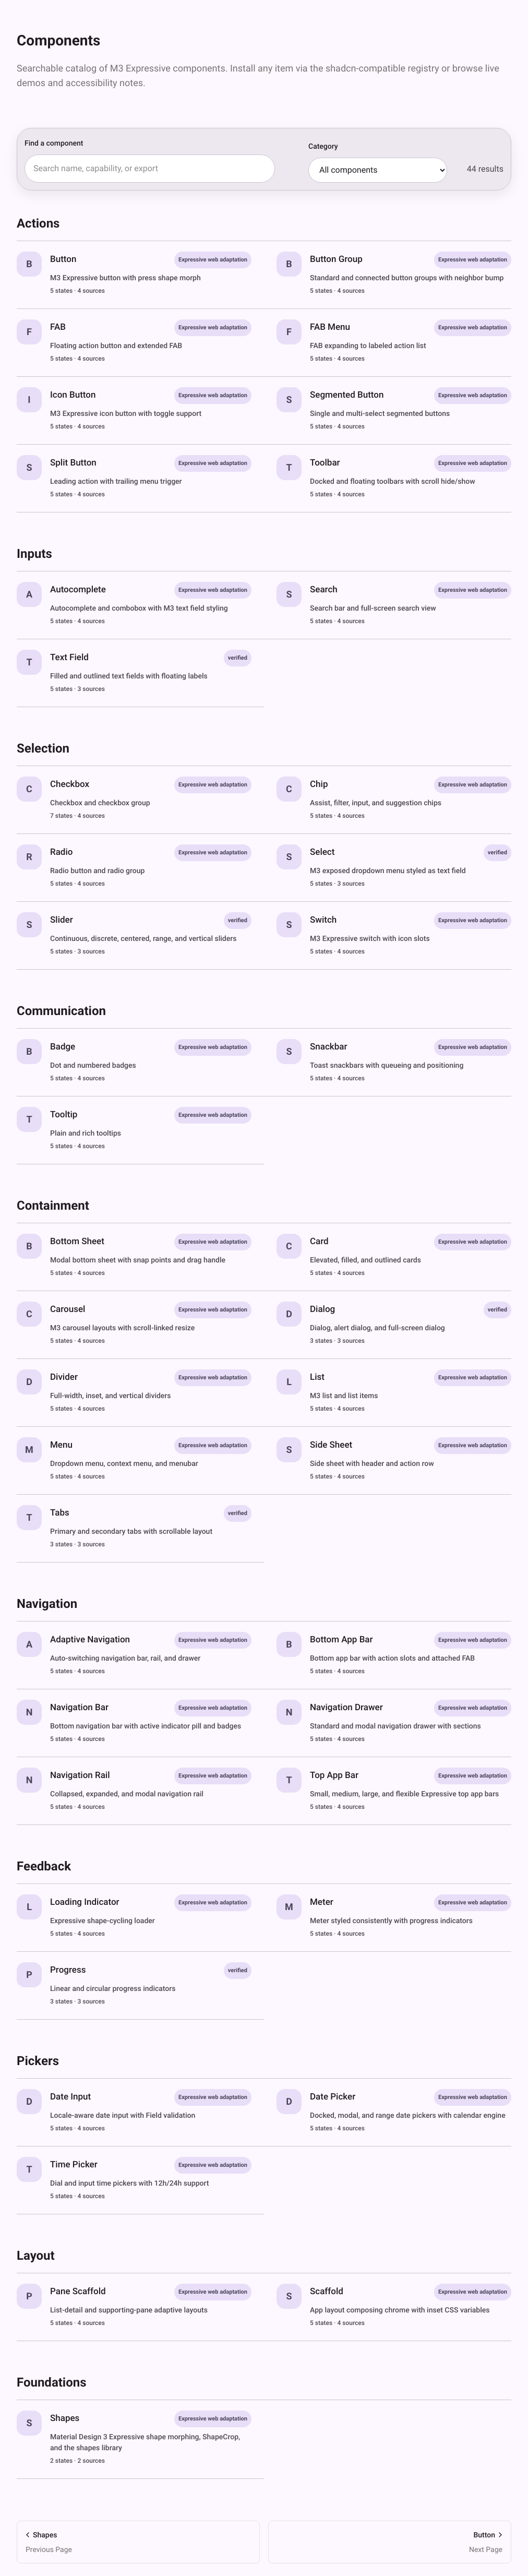 Components
Searchable catalog of M3 Expressive components. Install any item via the shadcn-compatible registry or browse live
demos and accessibility notes.
Find a component
Search name, capability, or export
Category
All components
44 results
Actions
B
Button
Expressive web adaptation
M3 Expressive button with press shape morph
5 states · 4 sources
B
Button Group
Expressive web adaptation
Standard and connected button groups with neighbor bump
5 states · 4 sources
F
FAB
Expressive web adaptation
Floating action button and extended FAB
5 states · 4 sources
F
FAB Menu
Expressive web adaptation
FAB expanding to labeled action list
5 states · 4 sources
I
Icon Button
Expressive web adaptation
M3 Expressive icon button with toggle support
5 states · 4 sources
S
Segmented Button
Expressive web adaptation
Single and multi-select segmented buttons
5 states · 4 sources
S
Split Button
Expressive web adaptation
Leading action with trailing menu trigger
5 states · 4 sources
T
Toolbar
Expressive web adaptation
Docked and floating toolbars with scroll hide/show
5 states · 4 sources
Inputs
A
Autocomplete
Expressive web adaptation
Autocomplete and combobox with M3 text field styling
5 states · 4 sources
S
Search
Expressive web adaptation
Search bar and full-screen search view
5 states · 4 sources
T
Text Field
verified
Filled and outlined text fields with floating labels
5 states · 3 sources
Selection
C
Checkbox
Expressive web adaptation
Checkbox and checkbox group
7 states · 4 sources
C
Chip
Expressive web adaptation
Assist, filter, input, and suggestion chips
5 states · 4 sources
R
Radio
Expressive web adaptation
Radio button and radio group
5 states · 4 sources
S
Select
verified
M3 exposed dropdown menu styled as text field
5 states · 3 sources
S
Slider
verified
Continuous, discrete, centered, range, and vertical sliders
5 states · 3 sources
S
Switch
Expressive web adaptation
M3 Expressive switch with icon slots
5 states · 4 sources
Communication
B
Badge
Expressive web adaptation
Dot and numbered badges
5 states · 4 sources
S
Snackbar
Expressive web adaptation
Toast snackbars with queueing and positioning
5 states · 4 sources
T
Tooltip
Expressive web adaptation
Plain and rich tooltips
5 states · 4 sources
Containment
B
Bottom Sheet
Expressive web adaptation
Modal bottom sheet with snap points and drag handle
5 states · 4 sources
C
Card
Expressive web adaptation
Elevated, filled, and outlined cards
5 states · 4 sources
C
Carousel
Expressive web adaptation
M3 carousel layouts with scroll-linked resize
5 states · 4 sources
D
Dialog
verified
Dialog, alert dialog, and full-screen dialog
3 states · 3 sources
D
Divider
Expressive web adaptation
Full-width, inset, and vertical dividers
5 states · 4 sources
L
List
Expressive web adaptation
M3 list and list items
5 states · 4 sources
M
Menu
Expressive web adaptation
Dropdown menu, context menu, and menubar
5 states · 4 sources
S
Side Sheet
Expressive web adaptation
Side sheet with header and action row
5 states · 4 sources
T
Tabs
verified
Primary and secondary tabs with scrollable layout
3 states · 3 sources
Navigation
A
Adaptive Navigation
Expressive web adaptation
Auto-switching navigation bar, rail, and drawer
5 states · 4 sources
B
Bottom App Bar
Expressive web adaptation
Bottom app bar with action slots and attached FAB
5 states · 4 sources
N
Navigation Bar
Expressive web adaptation
Bottom navigation bar with active indicator pill and badges
5 states · 4 sources
N
Navigation Drawer
Expressive web adaptation
Standard and modal navigation drawer with sections
5 states · 4 sources
N
Navigation Rail
Expressive web adaptation
Collapsed, expanded, and modal navigation rail
5 states · 4 sources
T
Top App Bar
Expressive web adaptation
Small, medium, large, and flexible Expressive top app bars
5 states · 4 sources
Feedback
L
Loading Indicator
Expressive web adaptation
Expressive shape-cycling loader
5 states · 4 sources
M
Meter
Expressive web adaptation
Meter styled consistently with progress indicators
5 states · 4 sources
P
Progress
verified
Linear and circular progress indicators
3 states · 3 sources
Pickers
D
Date Input
Expressive web adaptation
Locale-aware date input with Field validation
5 states · 4 sources
D
Date Picker
Expressive web adaptation
Docked, modal, and range date pickers with calendar engine
5 states · 4 sources
T
Time Picker
Expressive web adaptation
Dial and input time pickers with 12h/24h support
5 states · 4 sources
Layout
P
Pane Scaffold
Expressive web adaptation
List-detail and supporting-pane adaptive layouts
5 states · 4 sources
S
Scaffold
Expressive web adaptation
App layout composing chrome with inset CSS variables
5 states · 4 sources
Foundations
S
Shapes
Expressive web adaptation
Material Design 3 Expressive shape morphing, ShapeCrop,
and the shapes library
2 states · 2 sources
Shapes
Previous Page
Button
Next Page